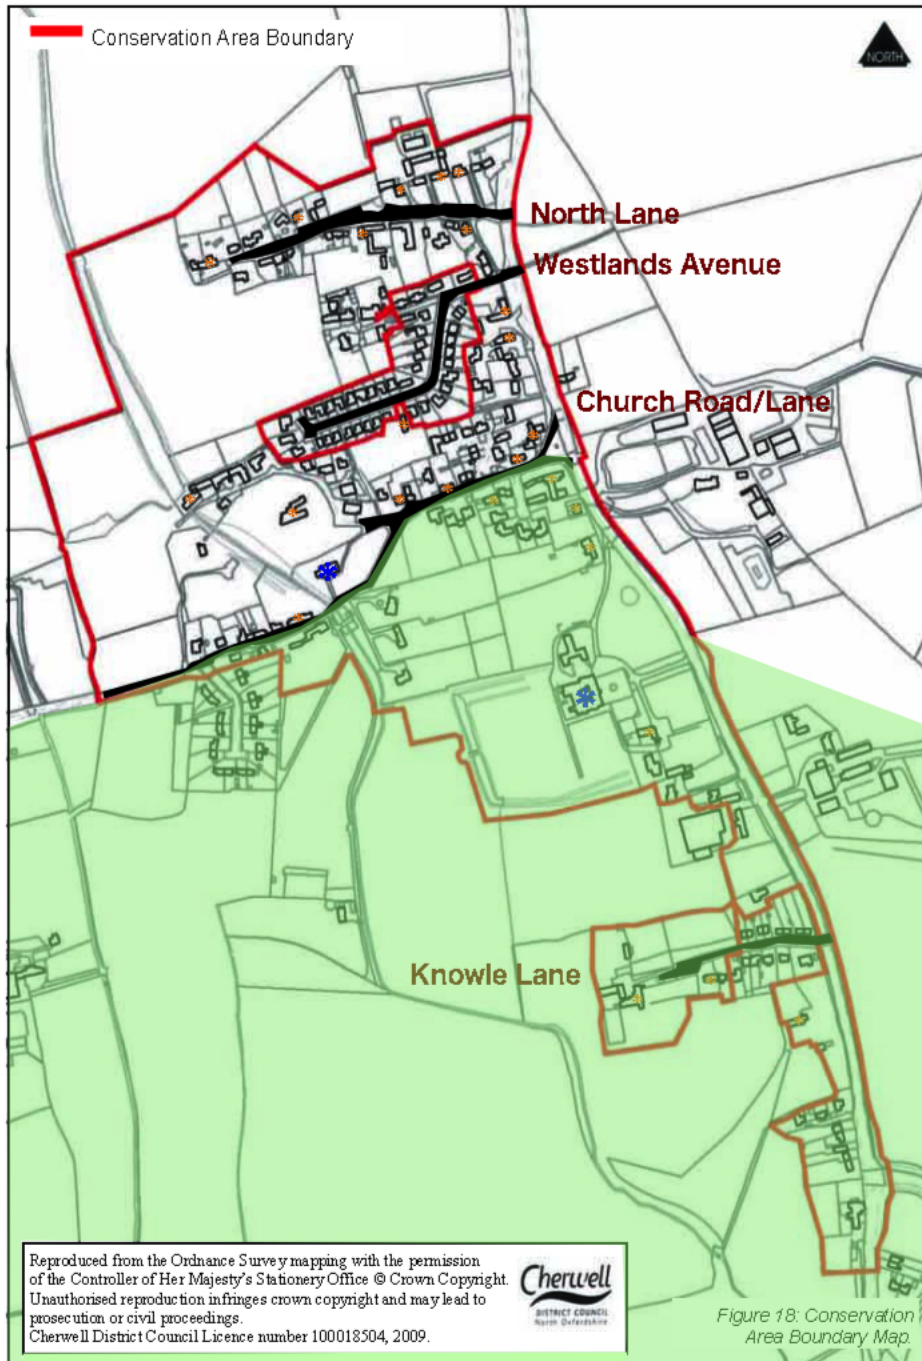 Conservation Area Boundary
NORTH
North Lane
Westlands Avenue
Church Road/Lane
Knowle Lane
Reproduced from the Ordnance Survey mapping with the permission
of the Controller of Her Majesty's Stationery Office © Crown Copyright.
Unauthorised reproduction infringes crown copyright and may lead to
prosecution or civil proceedings.
Cherwell District Council Licence number 100018504, 2009.
Cherwell
DISTRICT COUNCIL
North Oxfordshire
Figure 18: Conservation
Area Boundary Map.